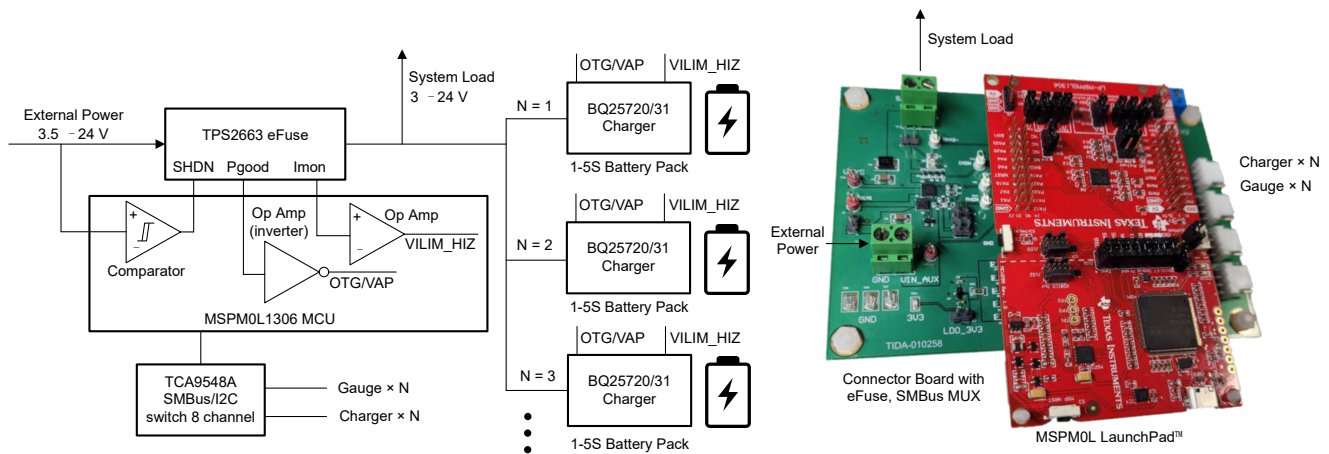 External Power
3.5 – 24 V
TPS2663 eFuse
SHDN Pgood Imon
System Load
3 – 24 V
Comparator
+
−
Op Amp
(inverter)
+
−
Op Amp
VILIM_HIZ
OTG/VAP
MSPM0L1306 MCU
TCA9548A
SMBus/I2C
switch 8 channel
Gauge × N
Charger × N
N = 1
OTG/VAP VILIM_HIZ
BQ25720/31
Charger
1-5S Battery Pack
N = 2
OTG/VAP VILIM_HIZ
BQ25720/31
Charger
1-5S Battery Pack
N = 3
OTG/VAP VILIM_HIZ
BQ25720/31
Charger
1-5S Battery Pack
System Load
External
Power
Charger × N
Gauge × N
GND
VIN_AUX
GND
3V3
LDO_3V3
TIDA-010258
TEXAS INSTRUMENTS
TEXAS INSTRUMENTS
Connector Board with
eFuse, SMBus MUX
MSPM0L LaunchPad™